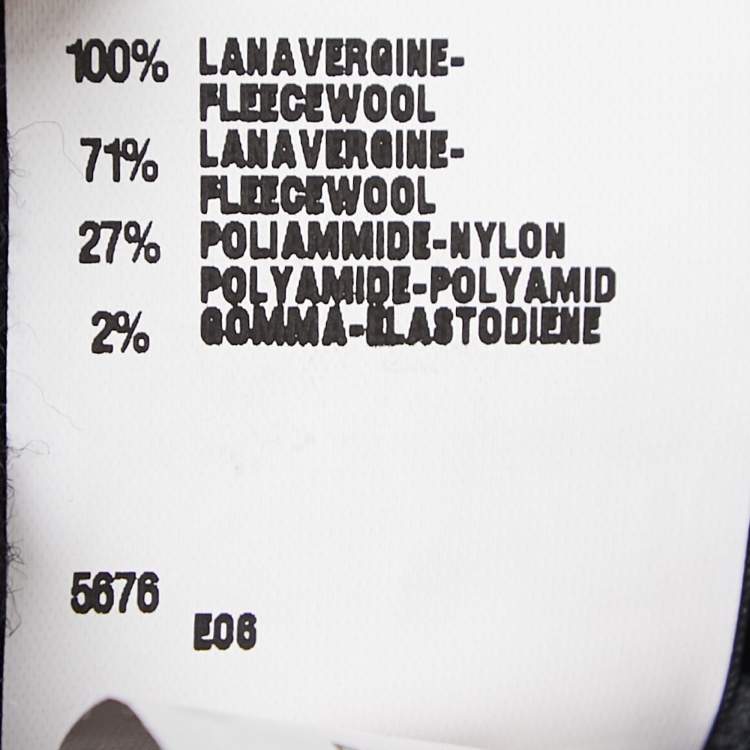 100% LANAVERGINE-
FLEECEWOOL
71% LANAVERGINE-
FLEECEWOOL
27% POLIAMMIDE-NYLON
POLYAMIDE-POLYAMID
2% GOMMA-ELASTODIENE
5676
E06